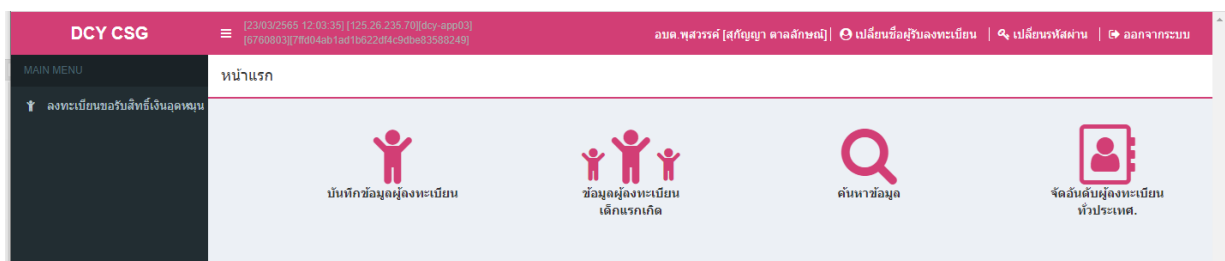 DCY CSG
[23/03/2565 12:03:35] [125.26.235.70][dcy-app03]
[6760803][7ffd04ab1ad1b622df4c9dbe83588249]
อบต.พุสวรรค์ [สุกัญญา ตาลลักษณ์] | เปลี่ยนชื่อผู้รับลงทะเบียน | เปลี่ยนรหัสผ่าน | ออกจากระบบ
MAIN MENU
หน้าแรก
ลงทะเบียนขอรับสิทธิ์เงินอุดหนุน
บันทึกข้อมูลผู้ลงทะเบียน
ข้อมูลผู้ลงทะเบียน
เด็กแรกเกิด
ค้นหาข้อมูล
จัดอันดับผู้ลงทะเบียน
ทั่วประเทศ.